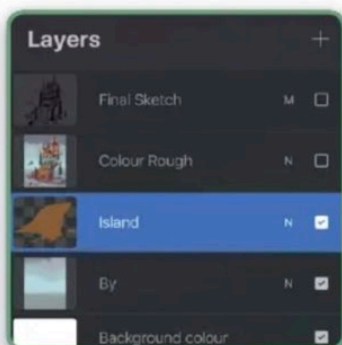 Layers
Final Sketch M
Colour Rough N
Island N
By N
Background colour